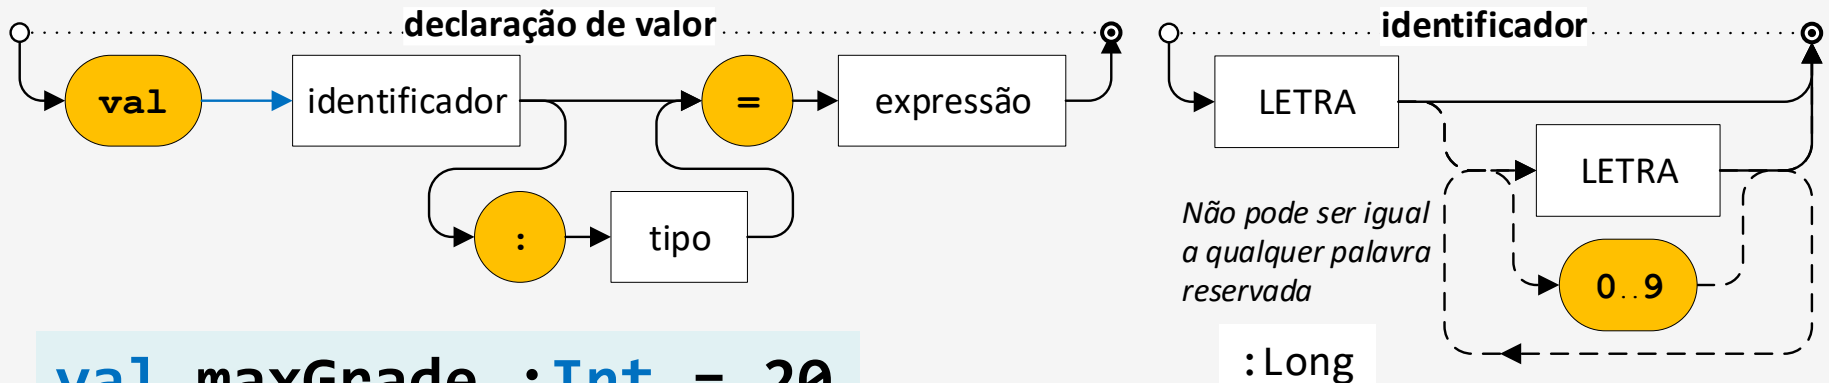 declaração de valor
val identificador = expressão
: tipo
identificador
LETRA
LETRA
0..9
Não pode ser igual
a qualquer palavra
reservada
:Long
val maxGrade :Int = 20